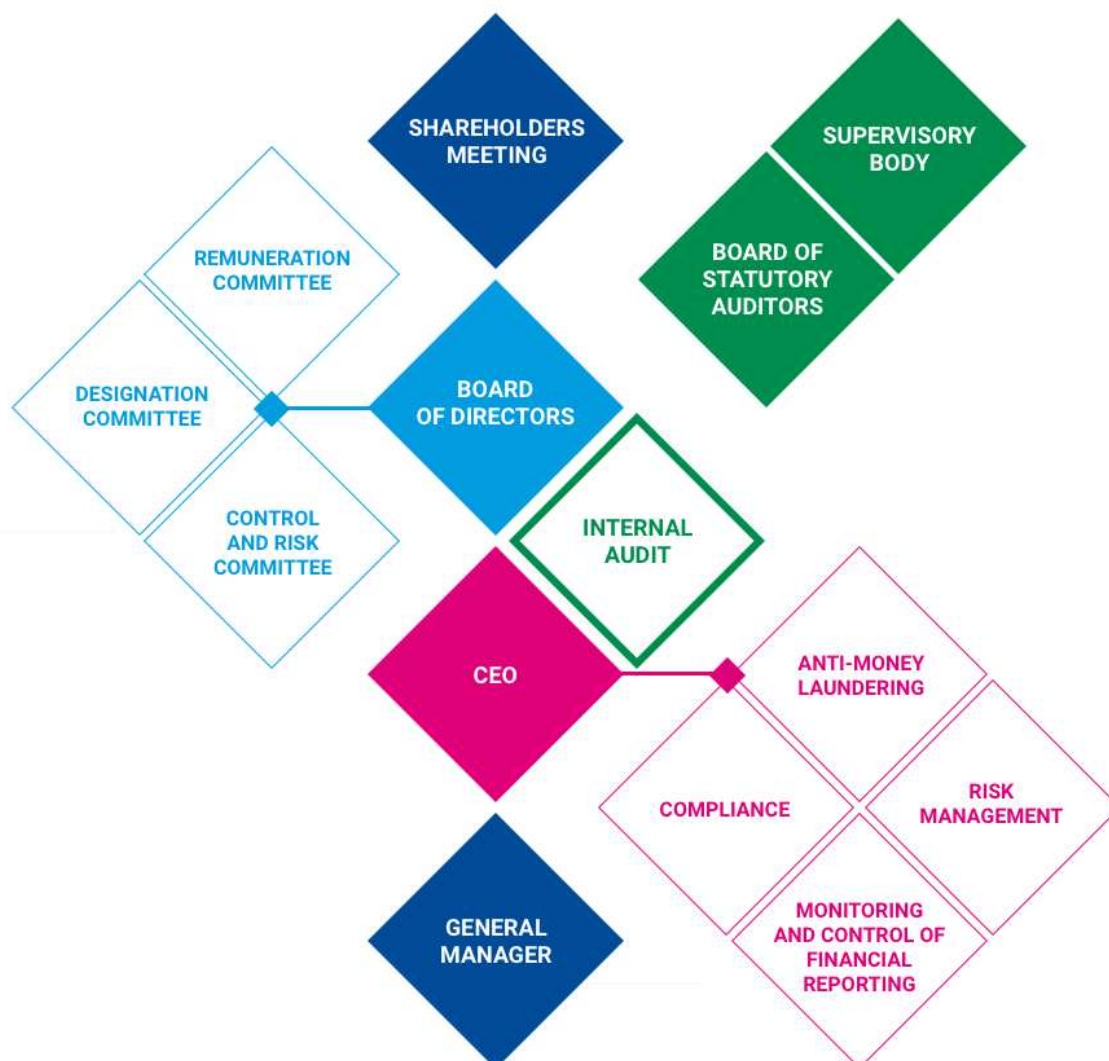 SHAREHOLDERS
MEETING
SUPERVISORY
BODY
REMUNERATION
COMMITTEE
BOARD OF
STATUTORY
AUDITORS
DESIGNATION
COMMITTEE
BOARD
OF DIRECTORS
CONTROL
AND RISK
COMMITTEE
INTERNAL
AUDIT
CEO
ANTI-MONEY
LAUNDERING
COMPLIANCE
RISK
MANAGEMENT
GENERAL
MANAGER
MONITORING
AND CONTROL OF
FINANCIAL
REPORTING